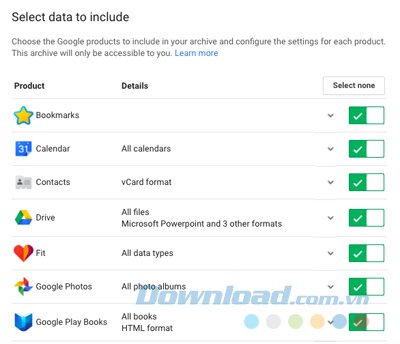 Select data to include
Choose the Google products to include in your archive and configure the settings for each product.
This archive will only be accessible to you. Learn more
Product Details Select none
Bookmarks
31 Calendar All calendars
Contacts vCard format
Drive All files
Microsoft Powerpoint and 3 other formats
Fit All data types
Google Photos All photo albums
Download.com.vn
Google Play Books All books
HTML format